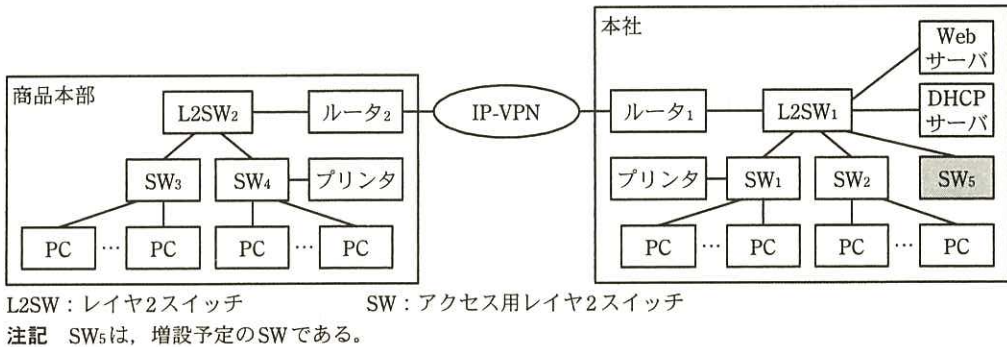 本社
Web
サーバ
商品本部
L2SW₂
ルータ₂
IP-VPN
ルータ₁
L2SW₁
DHCP
サーバ
SW₃
SW₄
プリンタ
プリンタ
SW₁
SW₂
SW₅
PC
…
PC
PC
…
PC
PC
…
PC
PC
…
PC
L2SW：レイヤ2スイッチ　SW：アクセス用レイヤ2スイッチ
注記　SW₅は，増設予定のSWである。